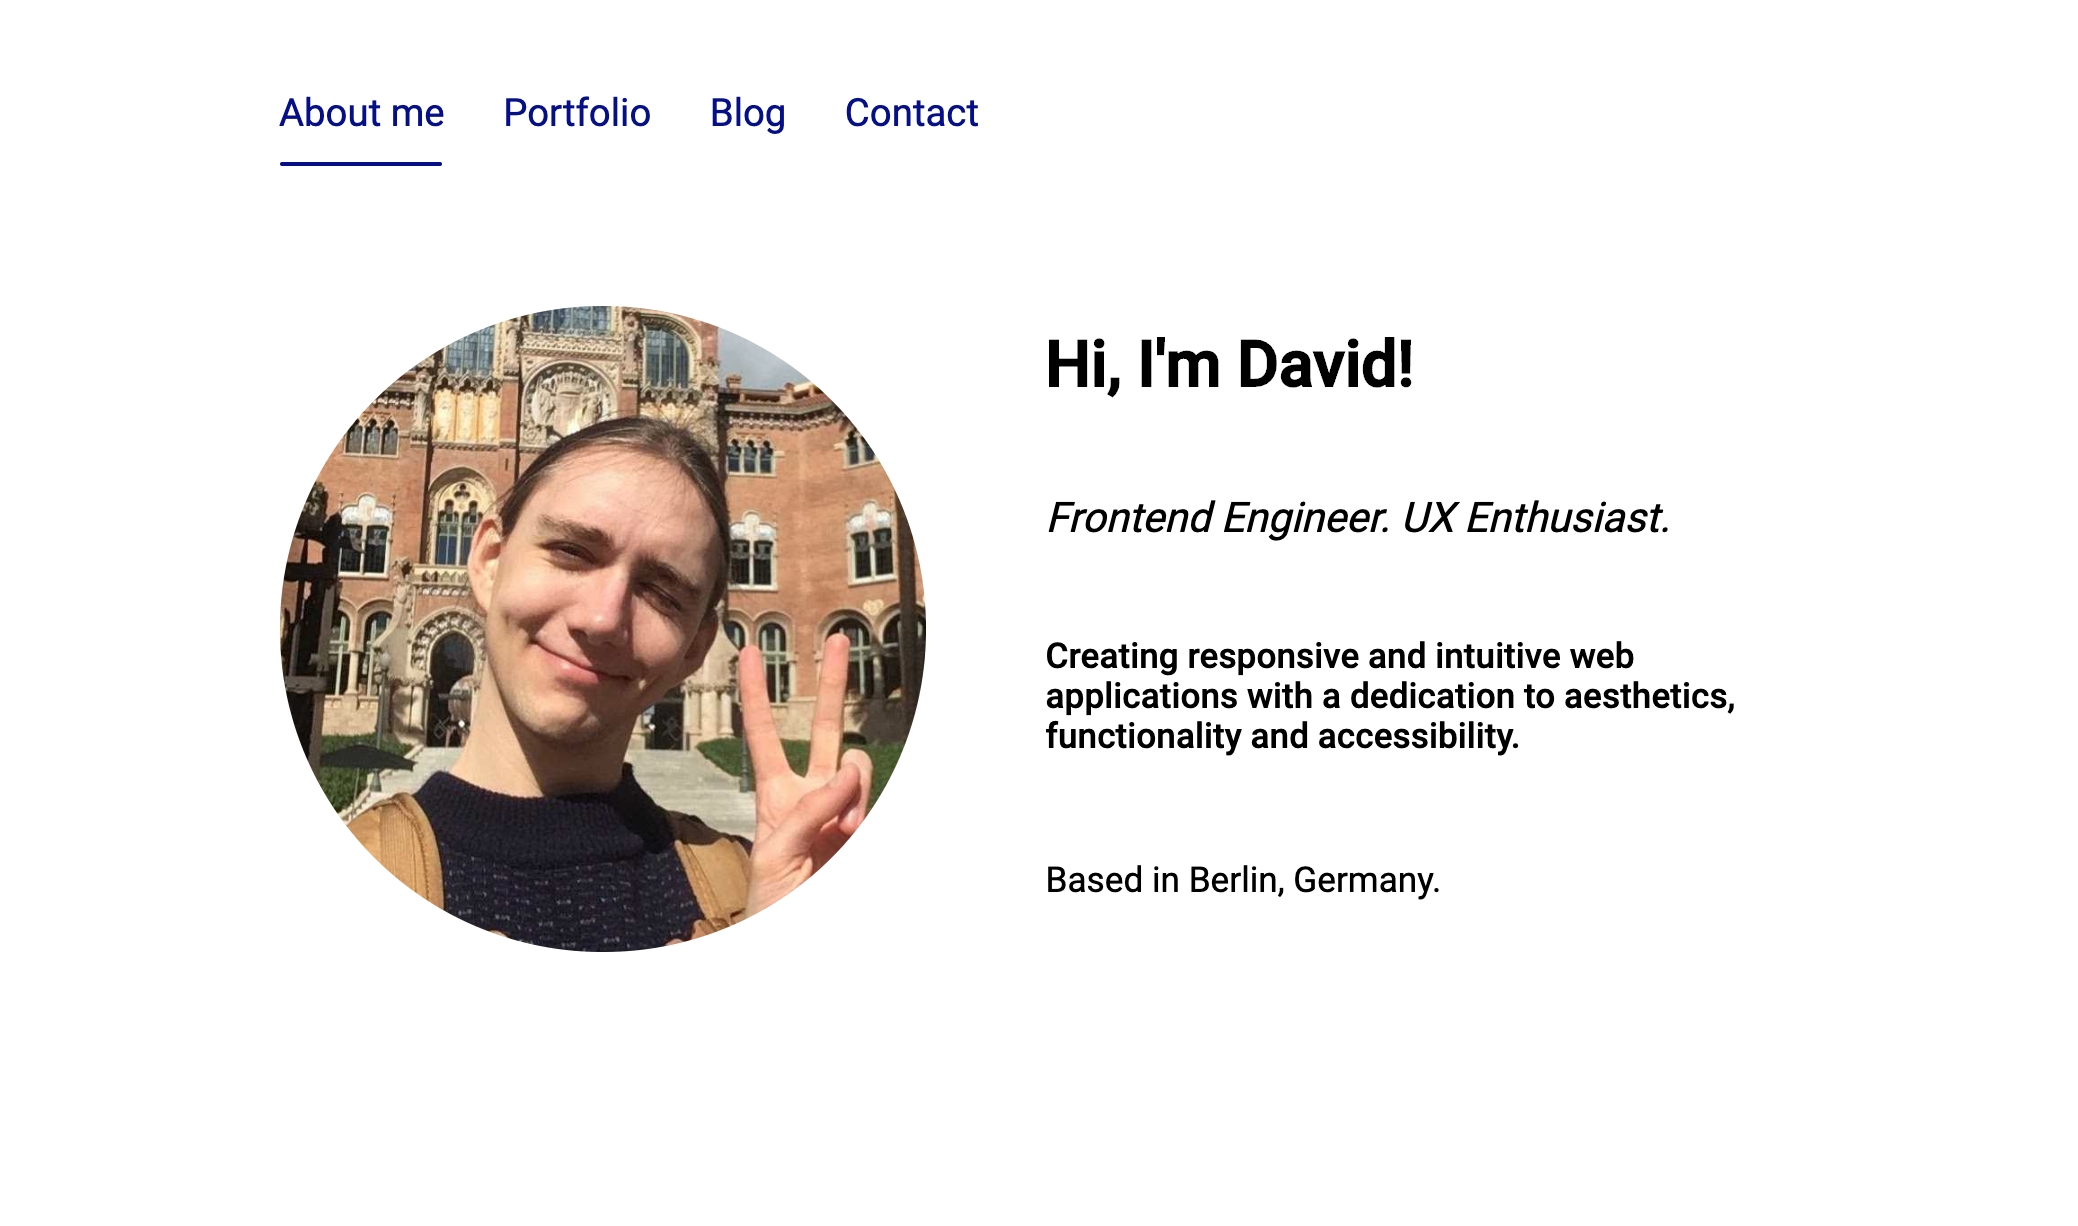 About me Portfolio Blog Contact
Hi, I'm David!
Frontend Engineer. UX Enthusiast.
Creating responsive and intuitive web
applications with a dedication to aesthetics,
functionality and accessibility.
Based in Berlin, Germany.